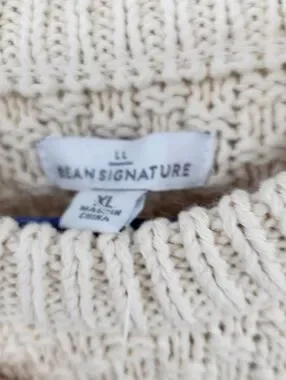 LL
BEAN SIGNATURE
XL
MADE IN
CHINA